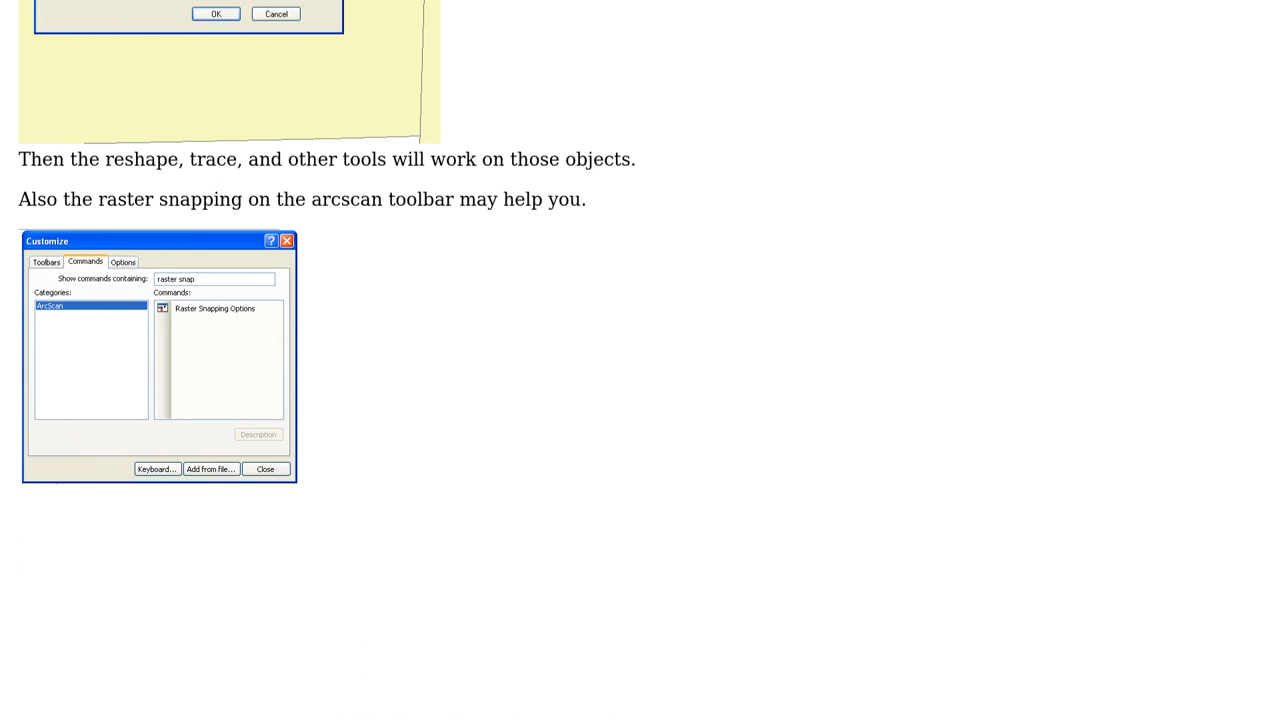 OK Cancel
Then the reshape, trace, and other tools will work on those objects.
Also the raster snapping on the arcscan toolbar may help you.
Customize
Toolbars Commands Options
Show commands containing: raster snap
Categories: Commands:
ArcScan Raster Snapping Options
Description
Keyboard... Add from file... Close